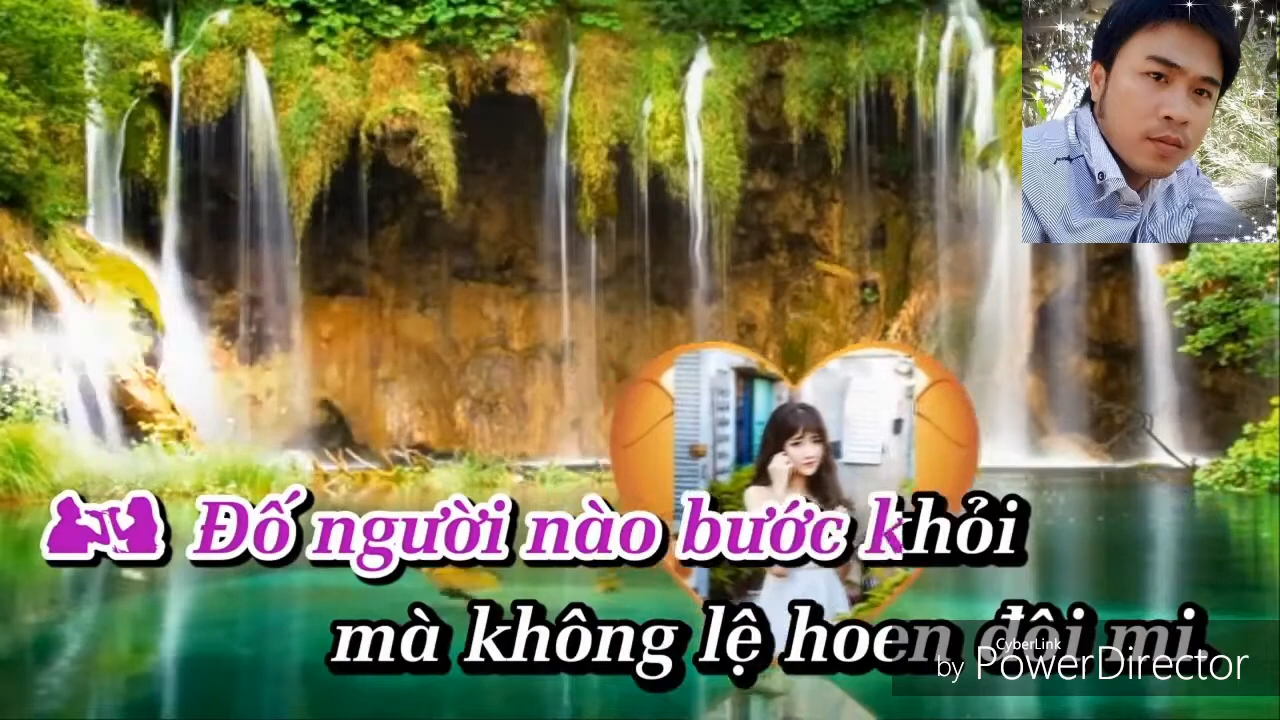 Đố người nào bước khỏi
mà không lệ hoen đôi mi
CyberLink
by PowerDirector